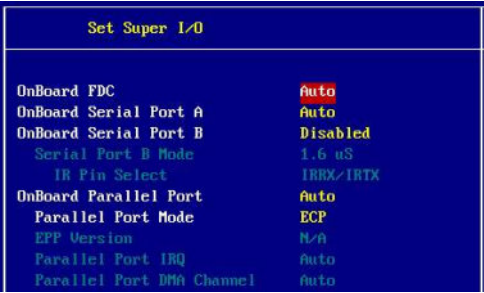 Set Super I/O
OnBoard FDC Auto
OnBoard Serial Port A Auto
OnBoard Serial Port B Disabled
Serial Port B Mode 1.6 uS
IR Pin Select IRRX/IRTX
OnBoard Parallel Port Auto
Parallel Port Mode ECP
EPP Version N/A
Parallel Port IRQ Auto
Parallel Port DMA Channel Auto